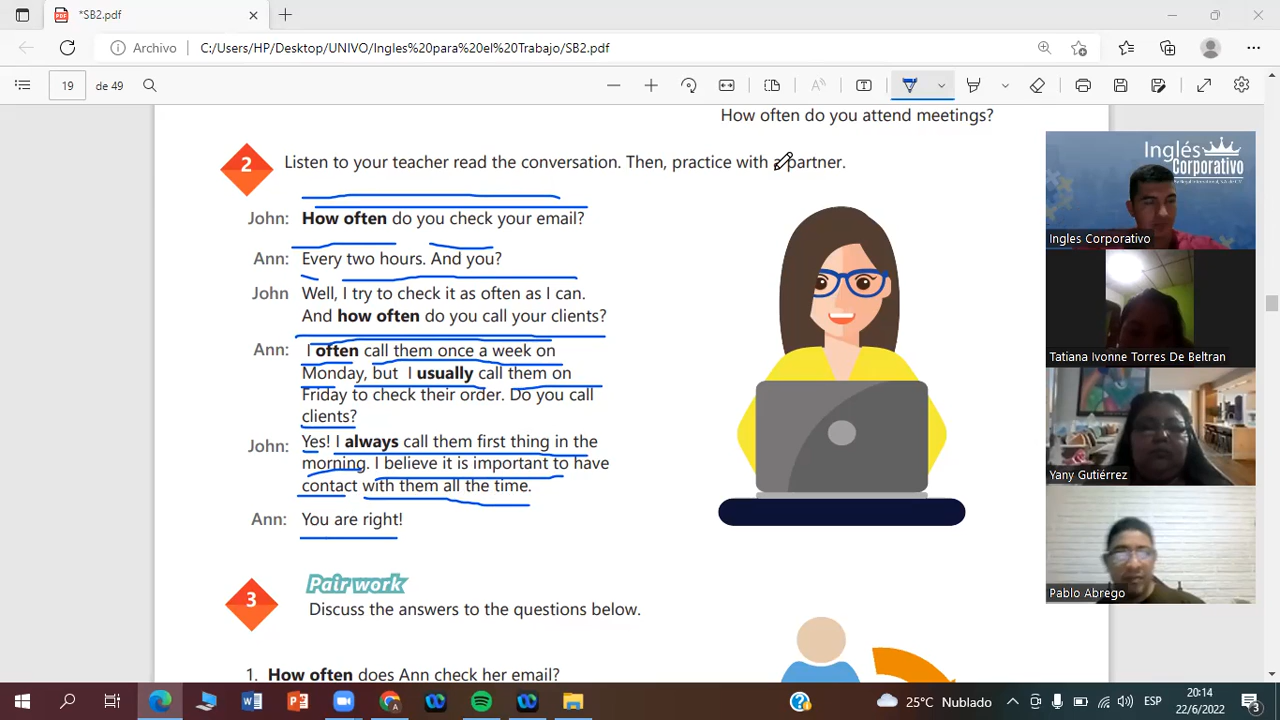 *SB2.pdf
Archivo
C:/Users/HP/Desktop/UNIVO/Ingles%20para%20el%20Trabajo/SB2.pdf
19
de 49
How often do you attend meetings?
2
Listen to your teacher read the conversation. Then, practice with partner.
John: How often do you check your email?
Ann: Every two hours. And you?
John Well, I try to check it as often as I can.
And how often do you call your clients?
Ann: I often call them once a week on
Monday, but I usually call them on
Friday to check their order. Do you call
clients?
John: Yes! I always call them first thing in the
morning. I believe it is important to have
contact with them all the time.
Ann: You are right!
3
Pair work
Discuss the answers to the questions below.
1. How often does Ann check her email?
Inglés
Corporativo
Ingles Corporativo
Tatiana Ivonne Torres De Beltran
Yany Gutiérrez
Pablo Abrego
25°C Nublado
ESP
20:14
22/6/2022
3